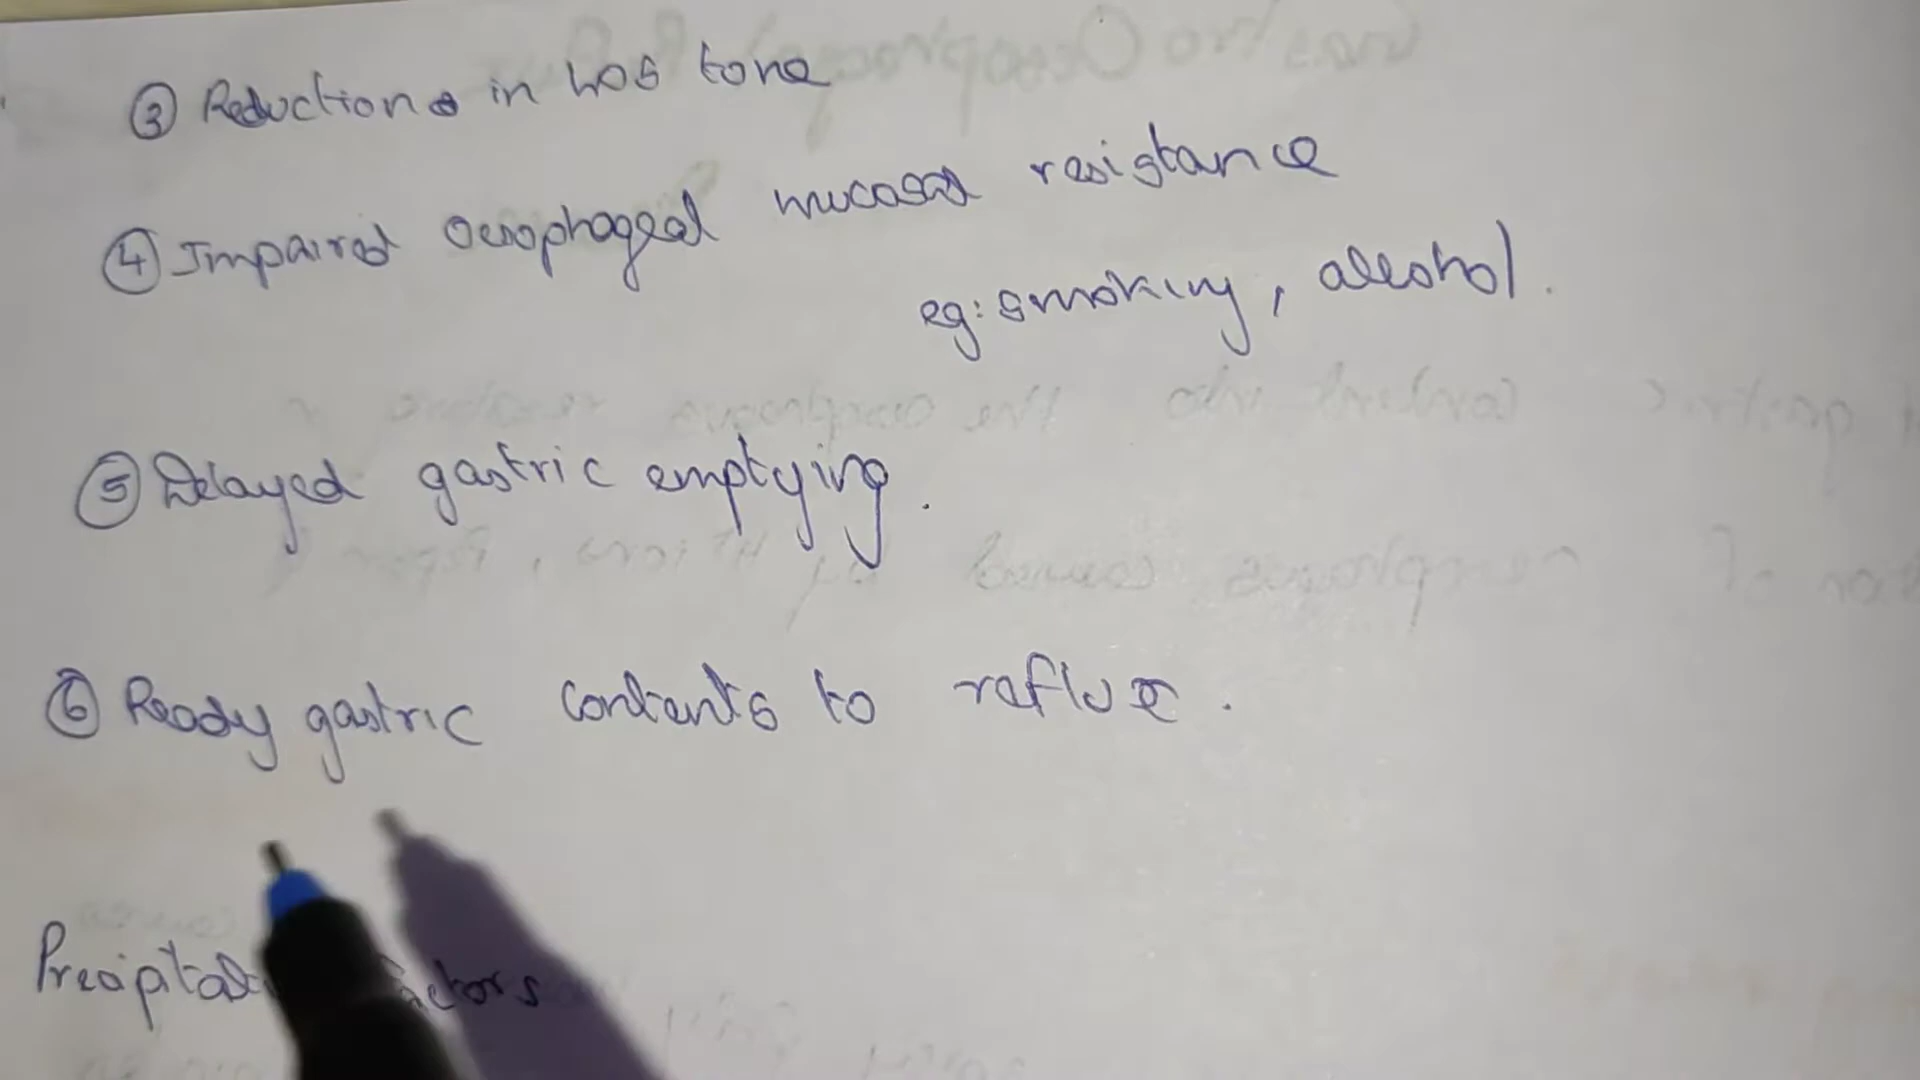 ③ Reduction in LOS tone
④ Impaired oesophageal mucosal resistance
eg: smoking, alcohol.
⑤ Delayed gastric emptying.
⑥ Ready gastric contents to reflux.